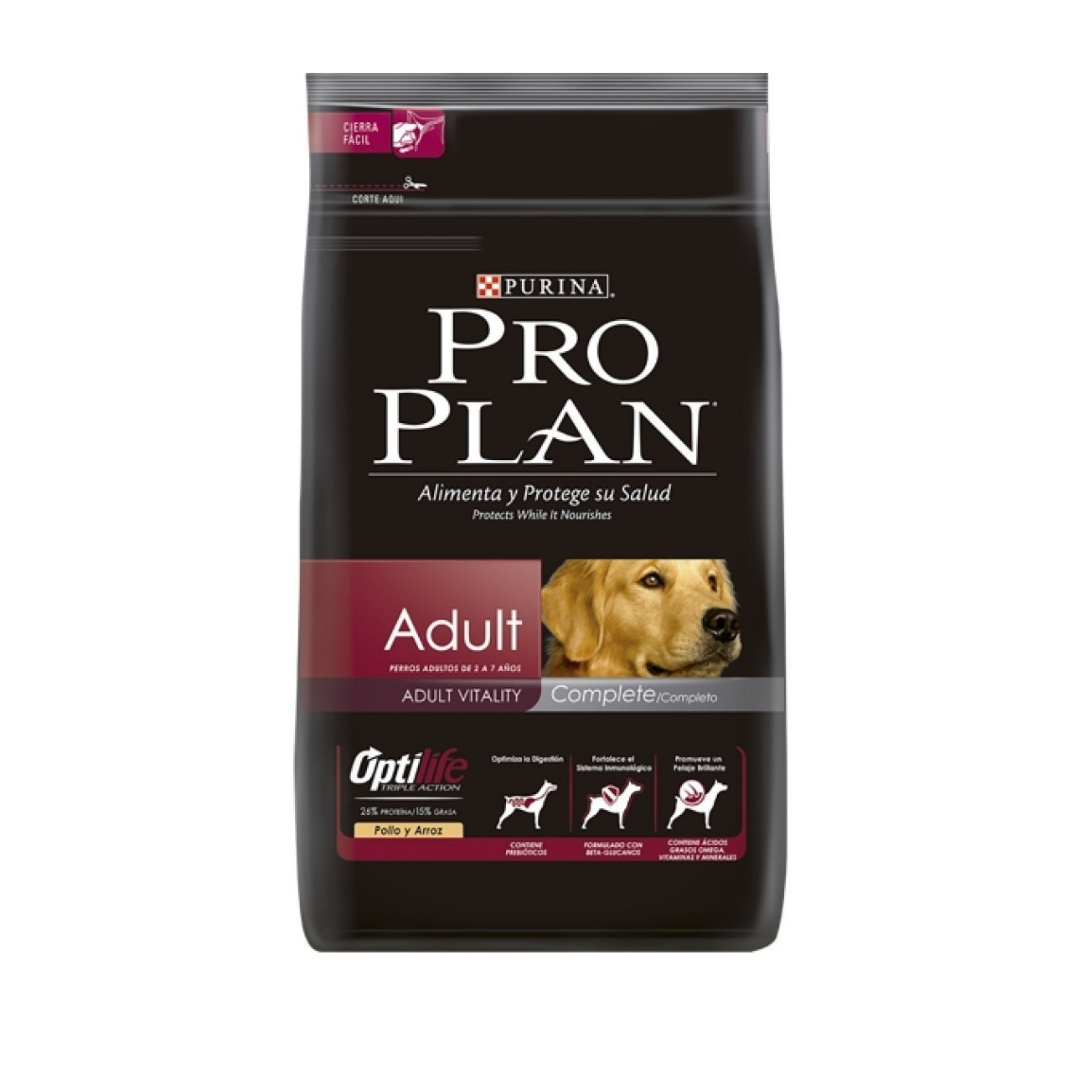 CIERRA
FÁCIL
CORTE AQUI
PURINA
PRO
PLAN
Alimenta y Protege su Salud
Protects While It Nourishes
Adult
PERROS ADULTOS DE 2 A 7 AÑOS
ADULT VITALITY
Complete/Completo
Optilife
TRIPLE ACTION
26% PROTEÍNA/15% GRASA
Pollo y Arroz
Optimiza la Digestión
CONTIENE
PREBIÓTICOS
Fortalece el
Sistema Inmunológico
FORMULADO CON
BETA-GLUCANOS
Promueve un
Pelaje Brillante
CONTIENE ÁCIDOS
GRASOS OMEGA,
VITAMINAS Y MINERALES